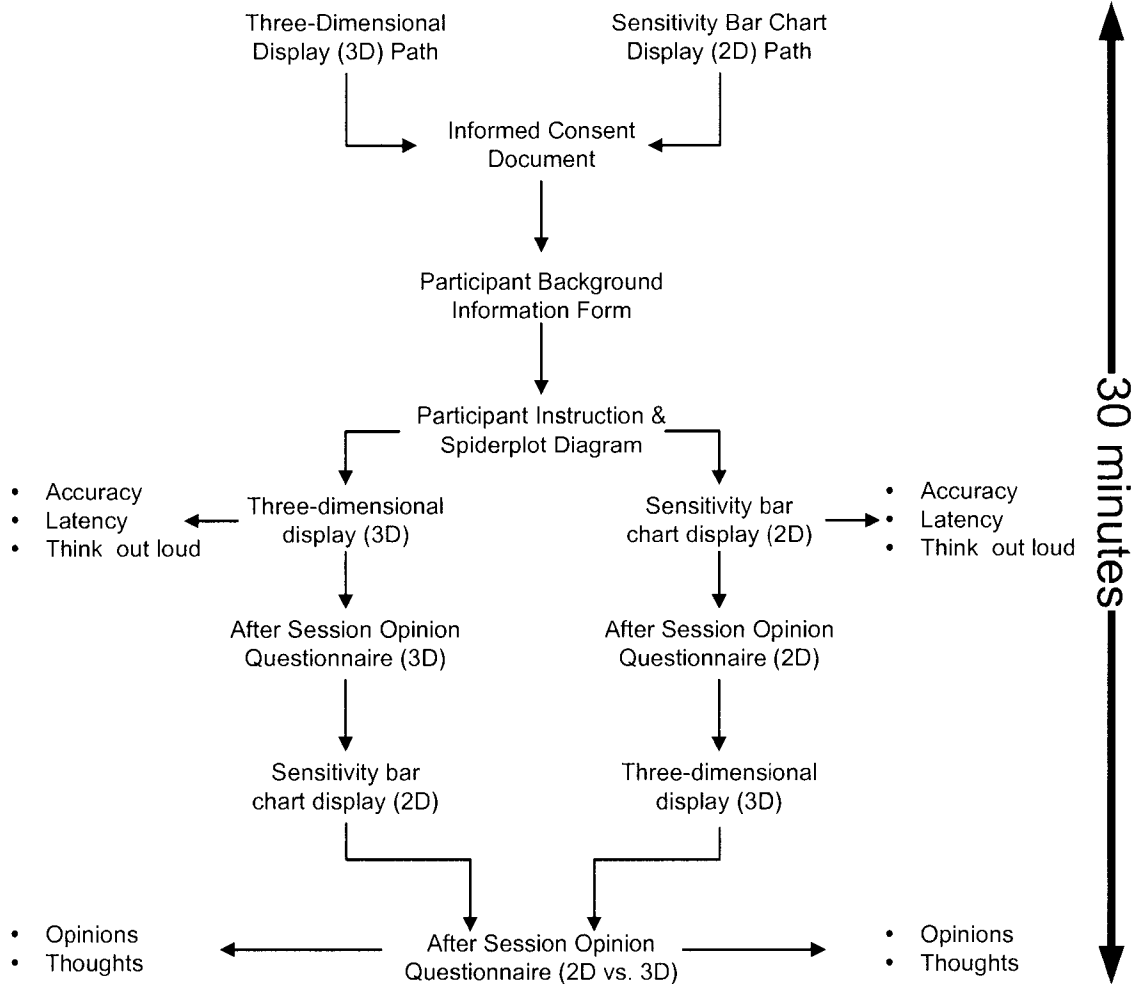 Three-Dimensional
Display (3D) Path
Sensitivity Bar Chart
Display (2D) Path
Informed Consent
Document
Participant Background
Information Form
Participant Instruction &
Spiderplot Diagram
• Accuracy
• Latency
• Think out loud
Three-dimensional
display (3D)
Sensitivity bar
chart display (2D)
• Accuracy
• Latency
• Think out loud
After Session Opinion
Questionnaire (3D)
After Session Opinion
Questionnaire (2D)
Sensitivity bar
chart display (2D)
Three-dimensional
display (3D)
• Opinions
• Thoughts
After Session Opinion
Questionnaire (2D vs. 3D)
• Opinions
• Thoughts
30 minutes